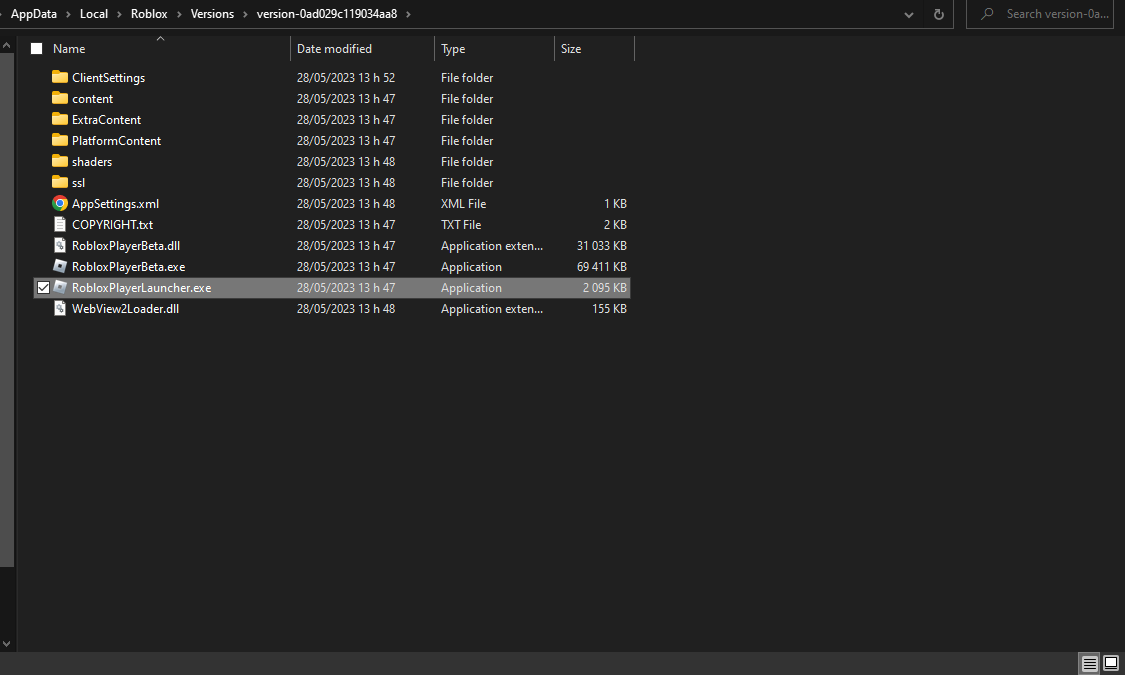 AppData > Local > Roblox > Versions > version-0ad029c119034aa8 > Search version-0a...
Name Date modified Type Size
ClientSettings 28/05/2023 13 h 52 File folder
content 28/05/2023 13 h 47 File folder
ExtraContent 28/05/2023 13 h 47 File folder
PlatformContent 28/05/2023 13 h 47 File folder
shaders 28/05/2023 13 h 48 File folder
ssl 28/05/2023 13 h 48 File folder
AppSettings.xml 28/05/2023 13 h 48 XML File 1 KB
COPYRIGHT.txt 28/05/2023 13 h 47 TXT File 2 KB
RobloxPlayerBeta.dll 28/05/2023 13 h 47 Application exten... 31 033 KB
RobloxPlayerBeta.exe 28/05/2023 13 h 47 Application 69 411 KB
RobloxPlayerLauncher.exe 28/05/2023 13 h 47 Application 2 095 KB
WebView2Loader.dll 28/05/2023 13 h 48 Application exten... 155 KB